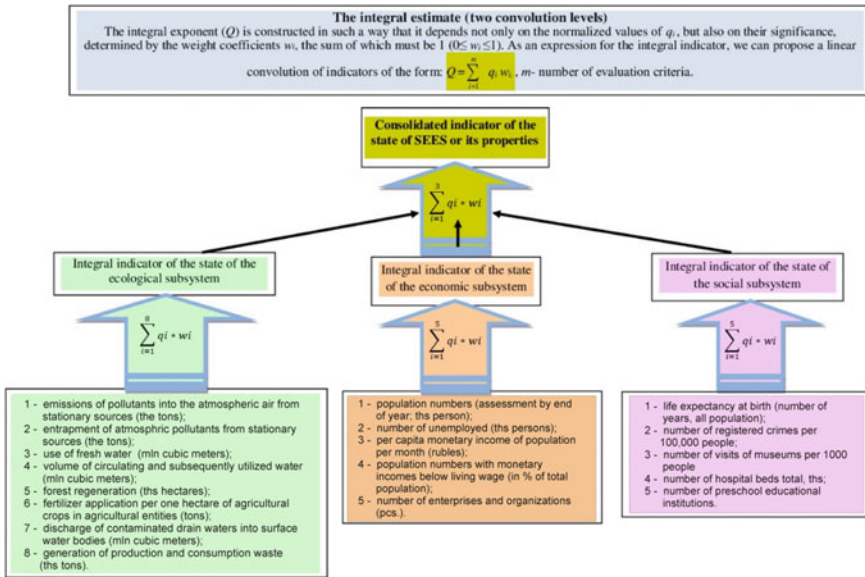 The integral estimate (two convolution levels)
The integral exponent (Q) is constructed in such a way that it depends not only on the normalized values of qi, but also on their significance,
determined by the weight coefficients wi, the sum of which must be 1 (0≤ wi ≤1). As an expression for the integral indicator, we can propose a linear
convolution of indicators of the form: Q = ∑ i=1 m qi wi, m- number of evaluation criteria.
Consolidated indicator of the
state of SEES or its properties
3
∑ qi * wi
i=1
Integral indicator of the state of the
ecological subsystem
Integral indicator of the state
of the economic subsystem
Integral indicator of the state of
the social subsystem
8
∑ qi * wi
i=1
5
∑ qi * wi
i=1
5
∑ qi * wi
i=1
1 - emissions of pollutants into the atmospheric air from
stationary sources (the tons)
2 - entrapment of atmosphric pollutants from stationary
sources (the tons);
3 - use of fresh water (mln cubic meters);
4 - volume of circulating and subsequently utilized water
(mln cubic meters);
5 - forest regeneration (ths hectares);
6 - fertilizer application per one hectare of agricultural
crops in agricultural entities (tons);
7 - discharge of contaminated drain waters into surface
water bodies (mln cubic meters);
8 - generation of production and consumption waste
(ths tons).
1 - population numbers (assessment by end
of year; ths person);
2 - number of unemployed (ths persons);
3 - per capita monetary income of population
per month (rubles);
4 - population numbers with monetary
incomes below living wage (in % of total
population);
5 - number of enterprises and organizations
(pcs.).
1 - life expectancy at birth (number of
years, all population);
2 - number of registered crimes per
100,000 people;
3 - number of visits of museums per 1000
people
4 - number of hospital beds total, ths;
5 - number of preschool educational
institutions.